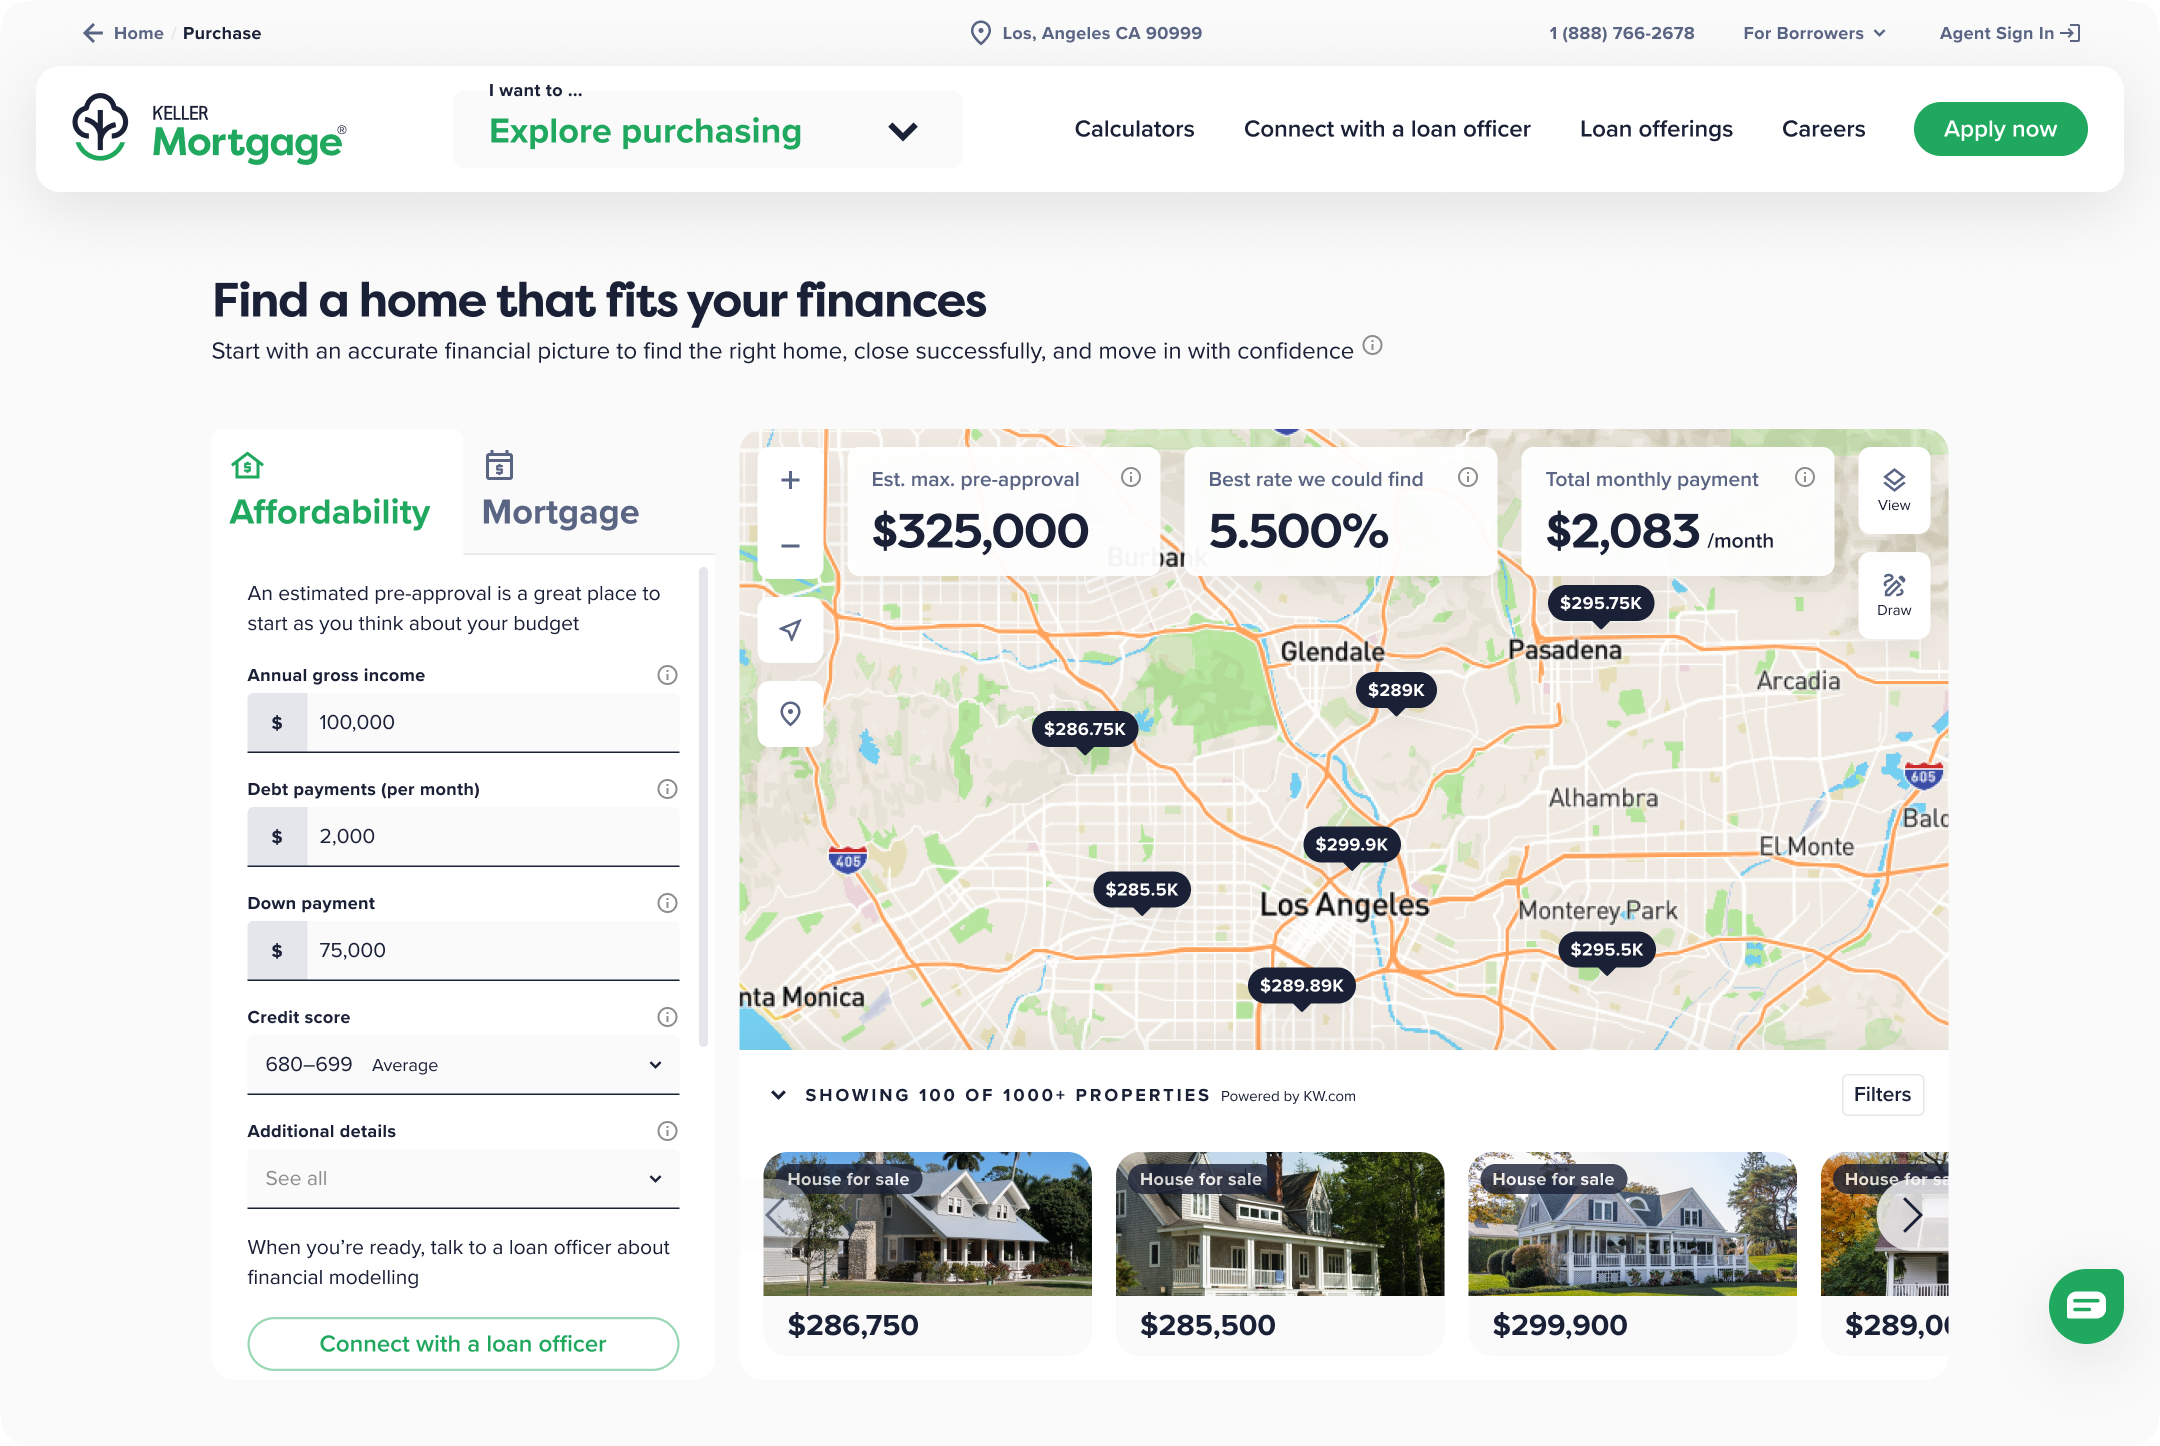 Home / Purchase
Los, Angeles CA 90999
1 (888) 766-2678
For Borrowers
Agent Sign In
KELLER
Mortgage®
I want to ...
Explore purchasing
Calculators
Connect with a loan officer
Loan offerings
Careers
Apply now
Find a home that fits your finances
Start with an accurate financial picture to find the right home, close successfully, and move in with confidence
Affordability
Mortgage
An estimated pre-approval is a great place to
start as you think about your budget
Annual gross income
$ 100,000
Debt payments (per month)
$ 2,000
Down payment
$ 75,000
Credit score
680–699 Average
Additional details
See all
When you’re ready, talk to a loan officer about
financial modelling
Connect with a loan officer
Est. max. pre-approval
$325,000
Best rate we could find
5.500%
Total monthly payment
$2,083 /month
View
Draw
Burbank
$295.75K
Glendale
Pasadena
Arcadia
$289K
$286.75K
605
Alhambra
Bald
El Monte
$299.9K
405
$285.5K
Los Angeles
Monterey Park
$295.5K
$289.89K
nta Monica
SHOWING 100 OF 1000+ PROPERTIES Powered by KW.com
Filters
House for sale
$286,750
House for sale
$285,500
House for sale
$299,900
House for sa
$289,00